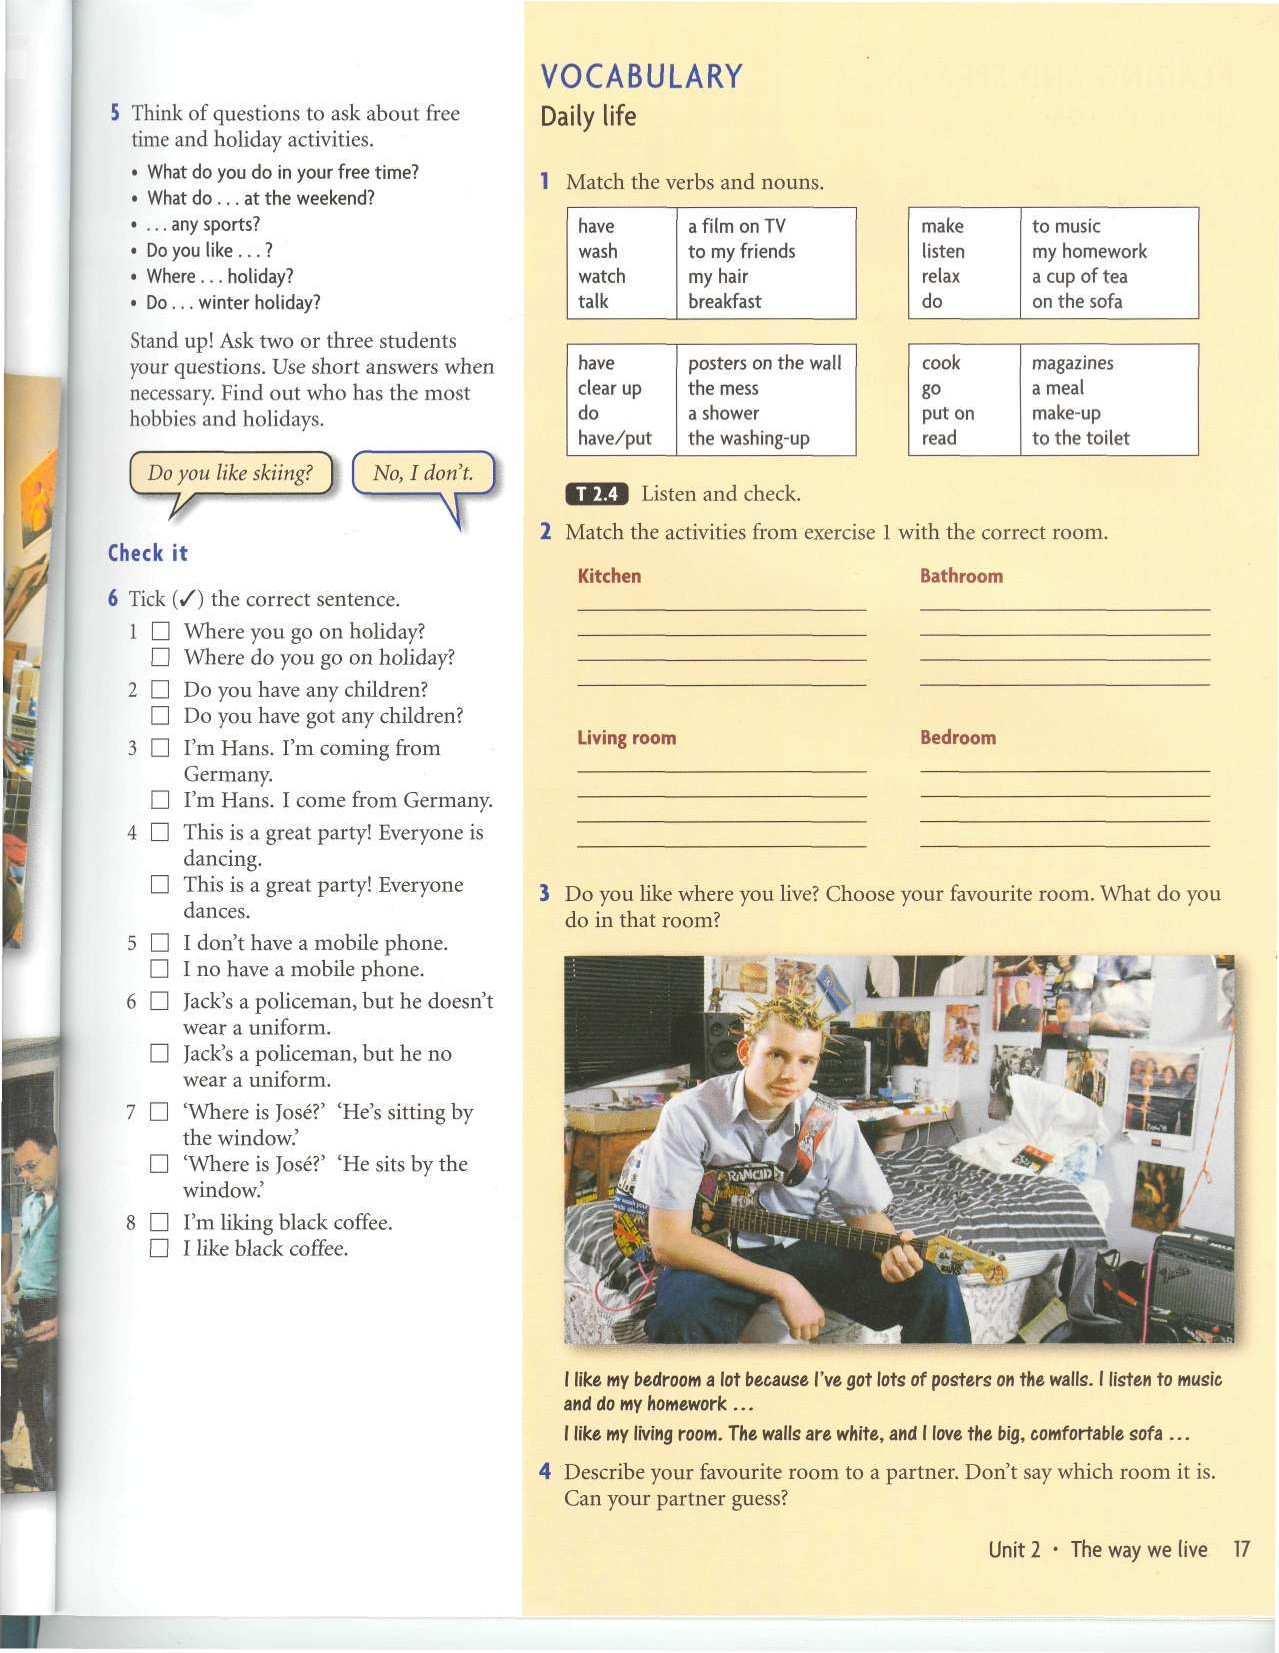 5 Think of questions to ask about free
time and holiday activities.
• What do you do in your free time?
• What do . . . at the weekend?
• . . . any sports?
• Do you like . . . ?
• Where . . . holiday?
• Do . . . winter holiday?
Stand up! Ask two or three students
your questions. Use short answers when
necessary. Find out who has the most
hobbies and holidays.
Do you like skiing?
No, I don't.
Check it
6 Tick (✓) the correct sentence.
1 □ Where you go on holiday?
□ Where do you go on holiday?
2 □ Do you have any children?
□ Do you have got any children?
3 □ I'm Hans. I'm coming from
Germany.
□ I'm Hans. I come from Germany.
4 □ This is a great party! Everyone is
dancing.
□ This is a great party! Everyone
dances.
5 □ I don't have a mobile phone.
□ I no have a mobile phone.
6 □ Jack's a policeman, but he doesn't
wear a uniform.
□ Jack's a policeman, but he no
wear a uniform.
7 □ 'Where is José?' 'He's sitting by
the window.'
□ 'Where is José?' 'He sits by the
window.'
8 □ I'm liking black coffee.
□ I like black coffee.
VOCABULARY
Daily life
1 Match the verbs and nouns.
have a film on TV
wash to my friends
watch my hair
talk breakfast
make to music
listen my homework
relax a cup of tea
do on the sofa
have posters on the wall
clear up the mess
do a shower
have/put the washing-up
cook magazines
go a meal
put on make-up
read to the toilet
T 2.4 Listen and check.
2 Match the activities from exercise 1 with the correct room.
Kitchen Bathroom
Living room Bedroom
3 Do you like where you live? Choose your favourite room. What do you
do in that room?
RANCID
Fender
I like my bedroom a lot because I've got lots of posters on the walls. I listen to music
and do my homework . . .
I like my living room. The walls are white, and I love the big, comfortable sofa . . .
4 Describe your favourite room to a partner. Don't say which room it is.
Can your partner guess?
Unit 2 • The way we live 17